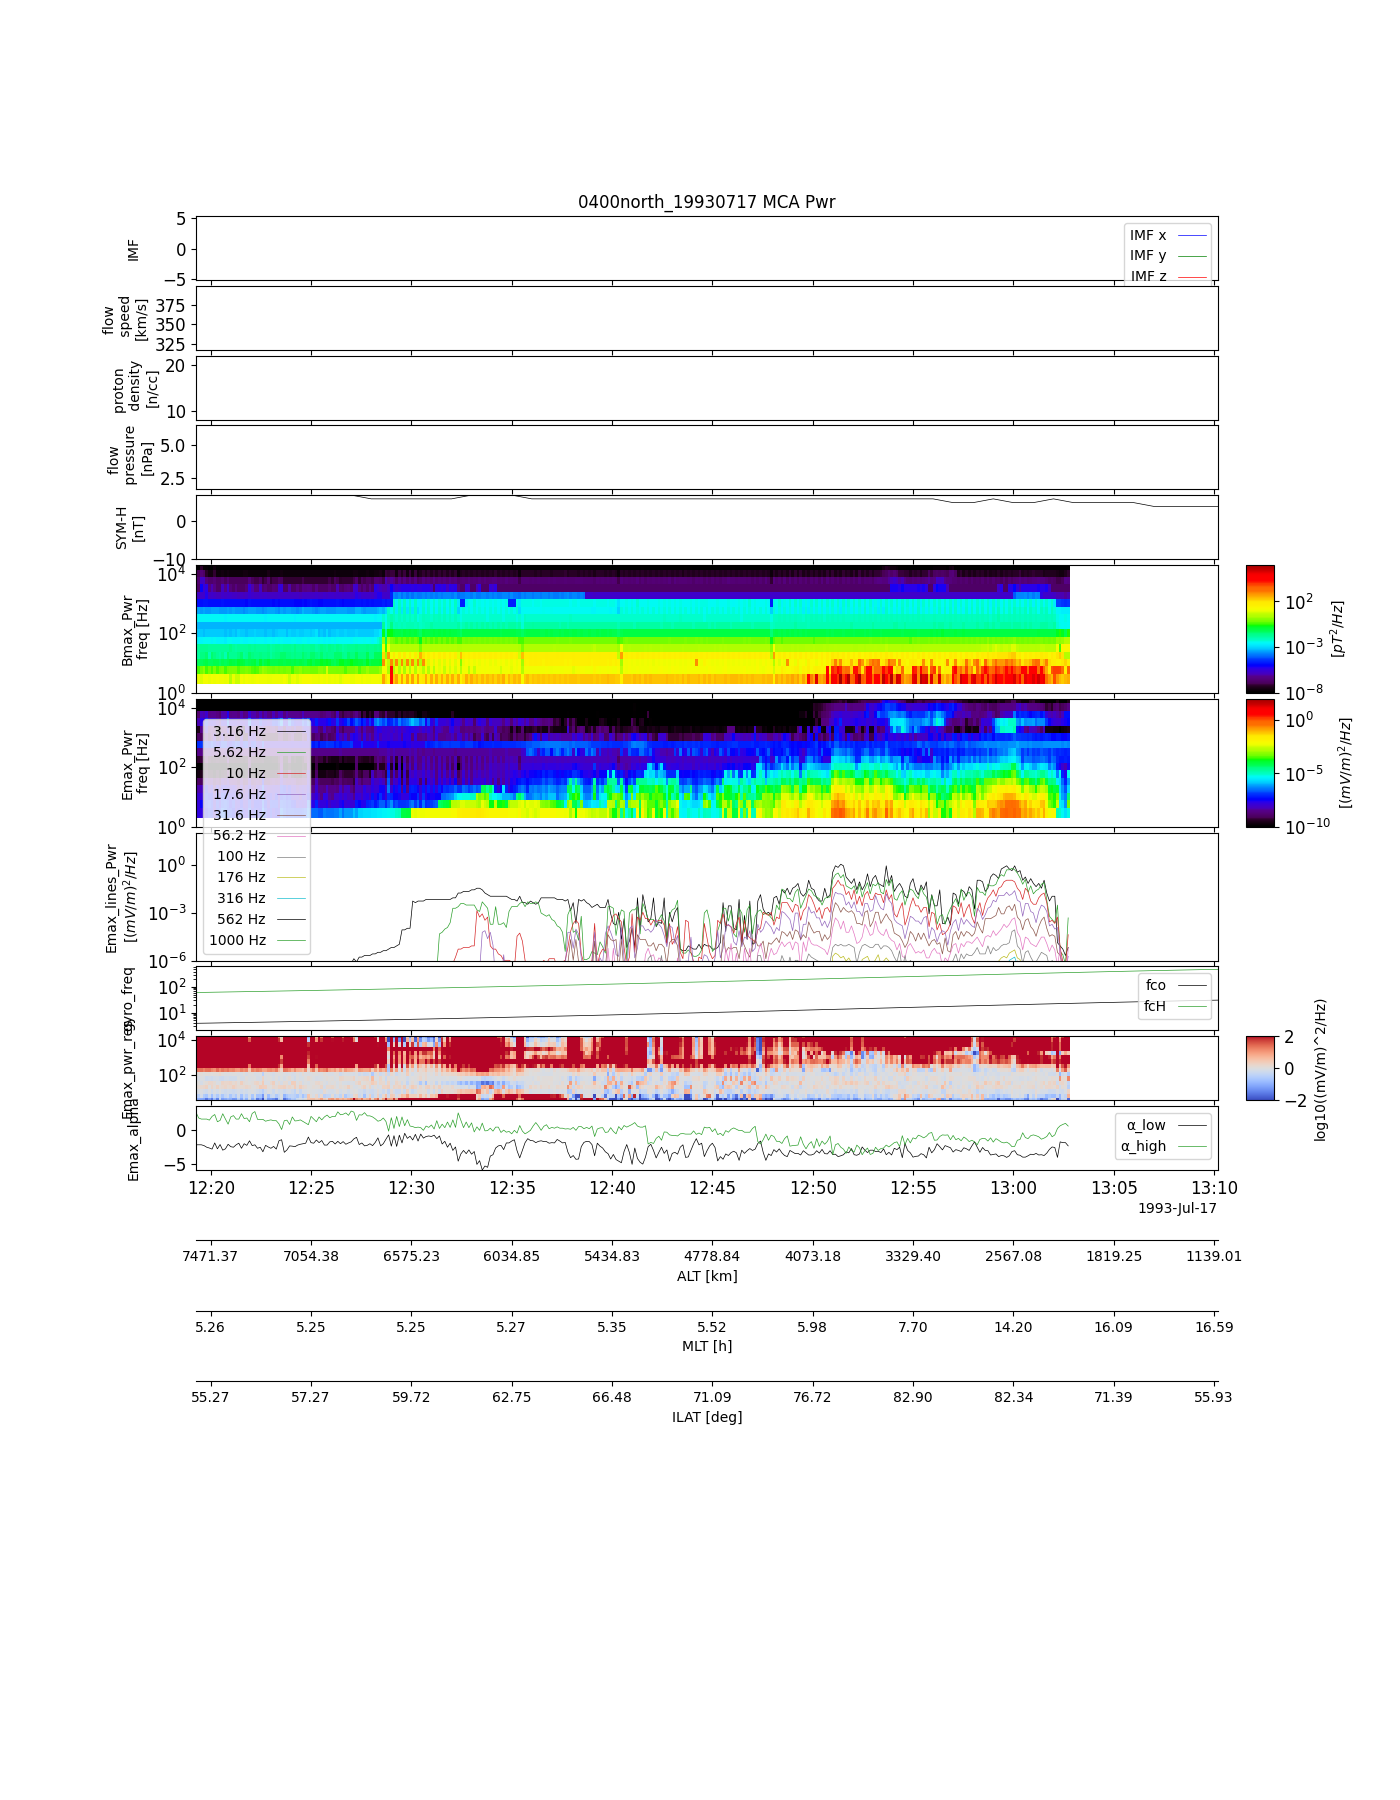 0400north_19930717 MCA Pwr
5
0
−5
IMF
IMF x
IMF y
IMF z
375
350
325
flow
speed
[km/s]
20
10
proton
density
[n/cc]
5.0
2.5
flow
pressure
[nPa]
0
−10
SYM-H
[nT]
10^4
10^2
10^0
Bmax_Pwr
freq [Hz]
10^2
10^−3
10^−8
[pT^2/Hz]
10^4
10^2
10^0
Emax_Pwr
freq [Hz]
10^0
10^−5
10^−10
[(mV/m)^2/Hz]
3.16 Hz
5.62 Hz
10 Hz
17.6 Hz
31.6 Hz
56.2 Hz
100 Hz
176 Hz
316 Hz
562 Hz
1000 Hz
10^0
10^−3
10^−6
Emax_lines_Pwr
[(mV/m)^2/Hz]
10^2
10^1
gyro_freq
fco
fcH
10^4
10^2
Emax_pwr_reg
2
0
−2
log10((mV/m)^2/Hz)
0
−5
Emax_alpha
α_low
α_high
12:20 12:25 12:30 12:35 12:40 12:45 12:50 12:55 13:00 13:05 13:10
1993-Jul-17
7471.37 7054.38 6575.23 6034.85 5434.83 4778.84 4073.18 3329.40 2567.08 1819.25 1139.01
ALT [km]
5.26 5.25 5.25 5.27 5.35 5.52 5.98 7.70 14.20 16.09 16.59
MLT [h]
55.27 57.27 59.72 62.75 66.48 71.09 76.72 82.90 82.34 71.39 55.93
ILAT [deg]